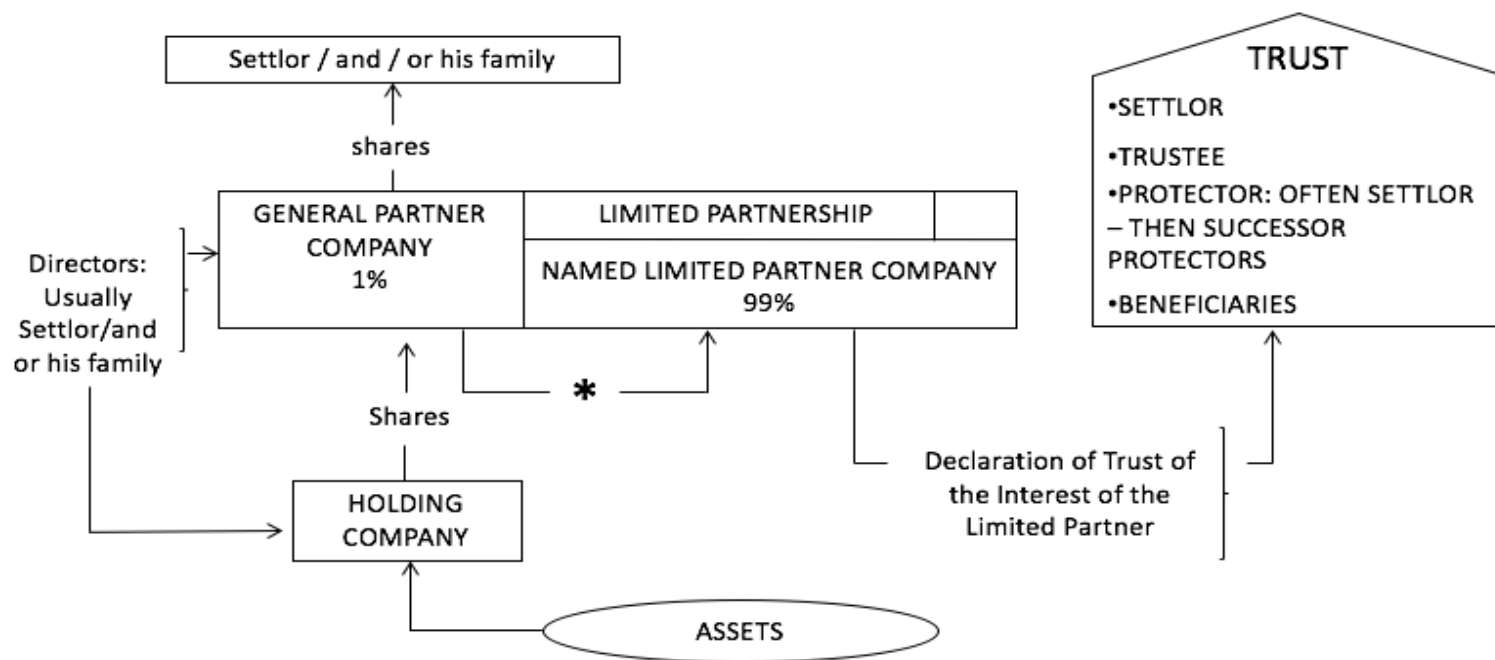 Settlor / and / or his family
shares
GENERAL PARTNER
COMPANY
1%
LIMITED PARTNERSHIP
NAMED LIMITED PARTNER COMPANY
99%
Directors:
Usually
Settlor/and
or his family
*
Shares
HOLDING
COMPANY
ASSETS
Declaration of Trust of
the Interest of the
Limited Partner
TRUST
•SETTLOR
•TRUSTEE
•PROTECTOR: OFTEN SETTLOR
– THEN SUCCESSOR
PROTECTORS
•BENEFICIARIES